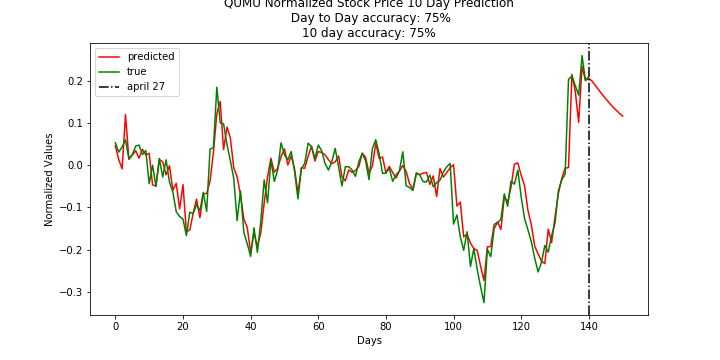 QUMU Normalized Stock Price 10 Day Prediction
Day to Day accuracy: 75%
10 day accuracy: 75%
predicted
true
april 27
Normalized Values
0.2
0.1
0.0
−0.1
−0.2
−0.3
0
20
40
60
80
100
120
140
Days